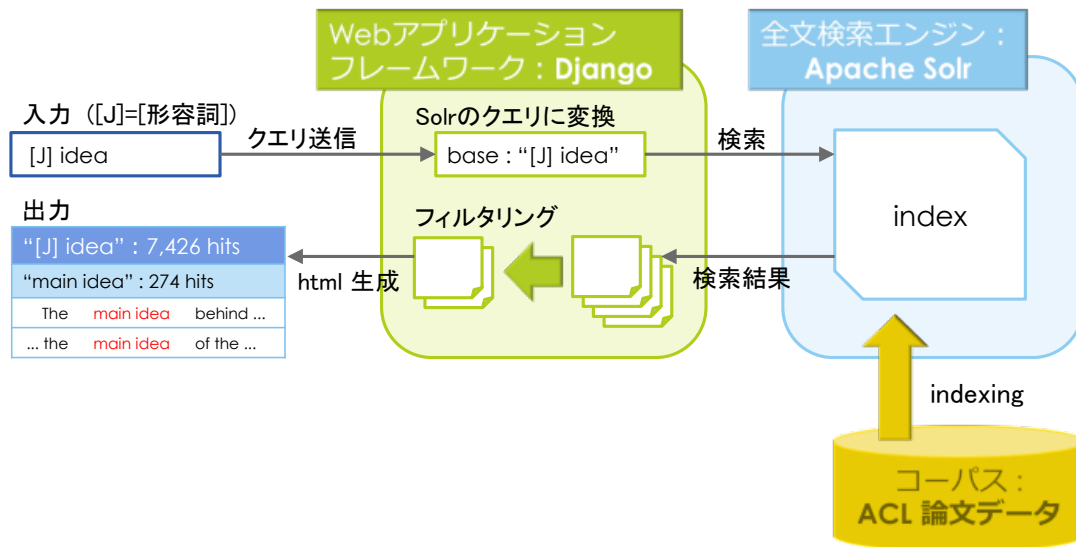 Webアプリケーション
フレームワーク：Django
全文検索エンジン：
Apache Solr
入力 ([J]=[形容詞])
[J] idea
クエリ送信
Solrのクエリに変換
base : “[J] idea”
検索
index
出力
“[J] idea” : 7,426 hits
“main idea” : 274 hits
The main idea behind ...
... the main idea of the ...
html 生成
フィルタリング
検索結果
indexing
コーパス：
ACL 論文データ